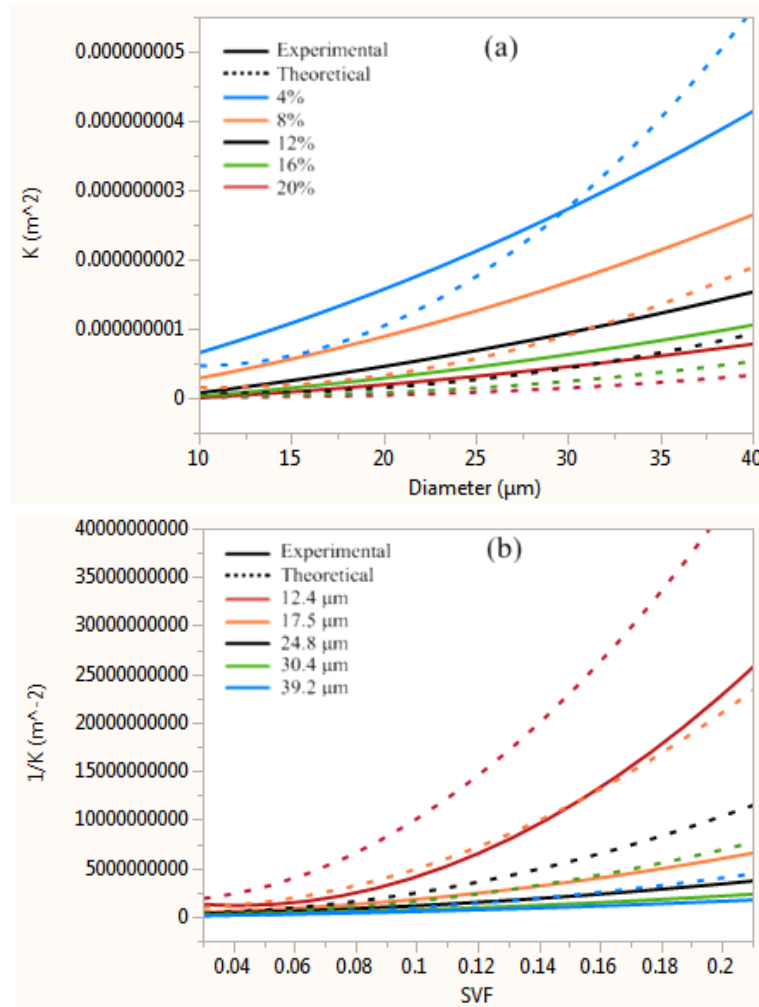 (a)
Experimental
Theoretical
4%
8%
12%
16%
20%
0.000000005
0.000000004
0.000000003
0.000000002
0.000000001
0
K (m^2)
10 15 20 25 30 35 40
Diameter (μm)
(b)
Experimental
Theoretical
12.4 μm
17.5 μm
24.8 μm
30.4 μm
39.2 μm
40000000000
35000000000
30000000000
25000000000
20000000000
15000000000
10000000000
5000000000
0
1/K (m^-2)
0.04 0.06 0.08 0.1 0.12 0.14 0.16 0.18 0.2
SVF